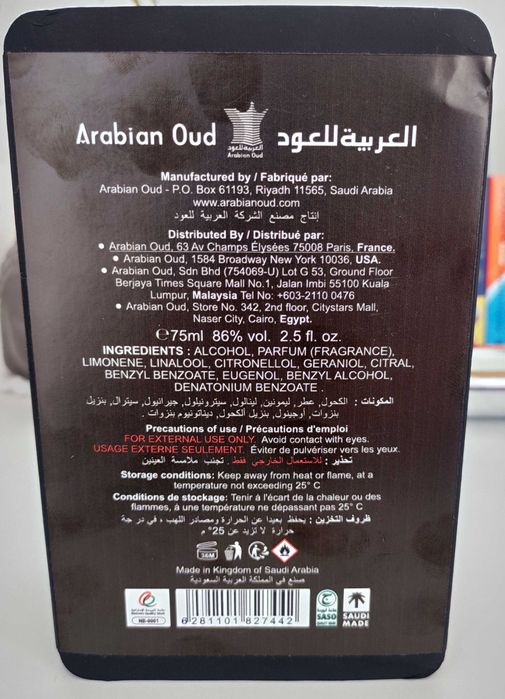 Arabian Oud العربية للعود
العربية للعود
Arabian Oud
Manufactured by / Fabriqué par:
Arabian Oud - P.O. Box 61193, Riyadh 11565, Saudi Arabia
www.arabianoud.com
إنتاج مصنع الشركة العربية للعود
Distributed By / Distribué par:
● Arabian Oud, 63 Av Champs Élysées 75008 Paris, France.
● Arabian Oud, 1584 Broadway New York 10036, USA.
● Arabian Oud, Sdn Bhd (754069-U) Lot G 53, Ground Floor
Berjaya Times Square Mall No.1, Jalan Imbi 55100 Kuala
Lumpur, Malaysia Tel No: +603-2110 0476
● Arabian Oud, Store No. 342, 2nd floor, Citystars Mall,
Naser City, Cairo, Egypt.
℮75ml 86% vol. 2.5 fl. oz.
INGREDIENTS : ALCOHOL, PARFUM (FRAGRANCE),
LIMONENE, LINALOOL, CITRONELLOL, GERANIOL, CITRAL,
BENZYL BENZOATE, EUGENOL, BENZYL ALCOHOL,
DENATONIUM BENZOATE .
المكونات : الكحول, عطر, ليمونين, لينالول, سيترونيلول, جيرانيول, سيترال, بنزيل
بنزوات, أوجينول, بنزيل ألكحول, ديناتونيوم بنزوات .
Precautions of use / Précautions d'emploi
FOR EXTERNAL USE ONLY. Avoid contact with eyes.
USAGE EXTERNE SEULEMENT. Éviter de pulvériser vers les yeux.
تحذير : للاستعمال الخارجي فقط . تجنب ملامسة العينين
Storage conditions: Keep away from heat or flame, at a
temperature not exceeding 25° C
Conditions de stockage: Tenir à l'écart de la chaleur ou des
flammes, à une température ne dépassant pas 25° C
ظروف التخزين : يحفظ بعيدا عن الحرارة ومصادر اللهب ، في درجة
حرارة لا تزيد عن 25° م
36M
Made in Kingdom of Saudi Arabia
صنع في المملكة العربية السعودية
NE-0001
6 281101 827442
SASO
SAUDI
MADE